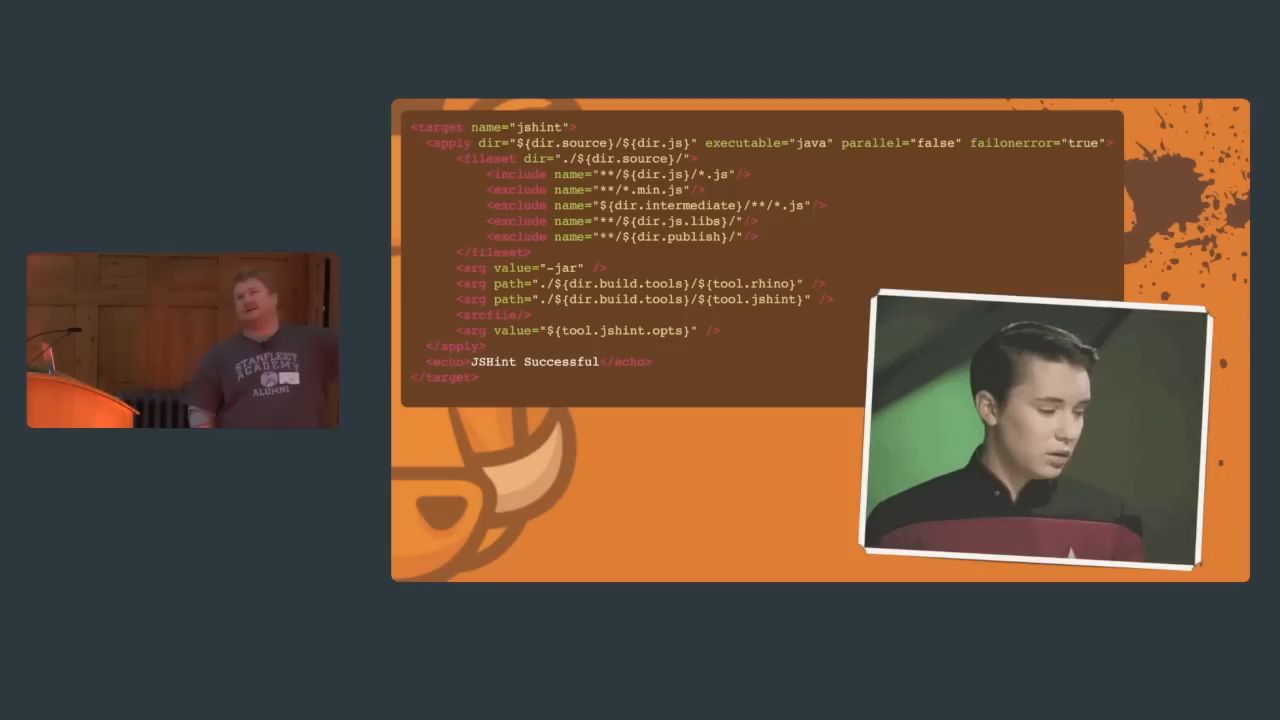 STARFLEET
ACADEMY
ALUMNI
<target name="jshint">
<apply dir="${dir.source}/${dir.js}" executable="java" parallel="false" failonerror="true">
<fileset dir="./${dir.source}/">
<include name="**/${dir.js}/*.js"/>
<exclude name="**/*.min.js"/>
<exclude name="${dir.intermediate}/**/*.js"/>
<exclude name="**/${dir.js.libs}/"/>
<exclude name="**/${dir.publish}/"/>
</fileset>
<arg value="-jar" />
<arg path="./${dir.build.tools}/${tool.rhino}" />
<arg path="./${dir.build.tools}/${tool.jshint}" />
<srcfile/>
<arg value="${tool.jshint.opts}" />
</apply>
<echo>JSHint Successful</echo>
</target>